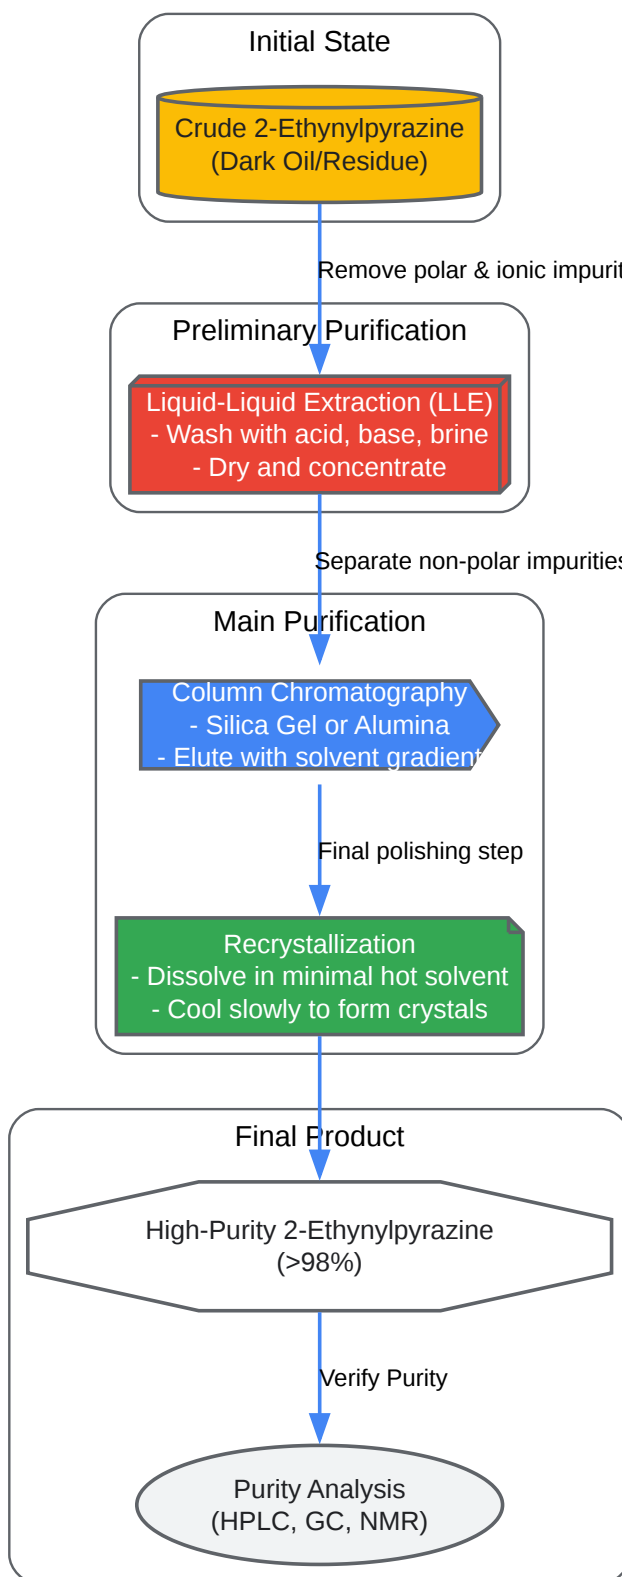 Initial State
Crude 2-Ethynylpyrazine
(Dark Oil/Residue)
Remove polar & ionic impurit
Preliminary Purification
Liquid-Liquid Extraction (LLE)
- Wash with acid, base, brine
- Dry and concentrate
Separate non-polar impurities
Main Purification
Column Chromatography
- Silica Gel or Alumina
- Elute with solvent gradient
Final polishing step
Recrystallization
- Dissolve in minimal hot solvent
- Cool slowly to form crystals
Final Product
High-Purity 2-Ethynylpyrazine
(>98%)
Verify Purity
Purity Analysis
(HPLC, GC, NMR)